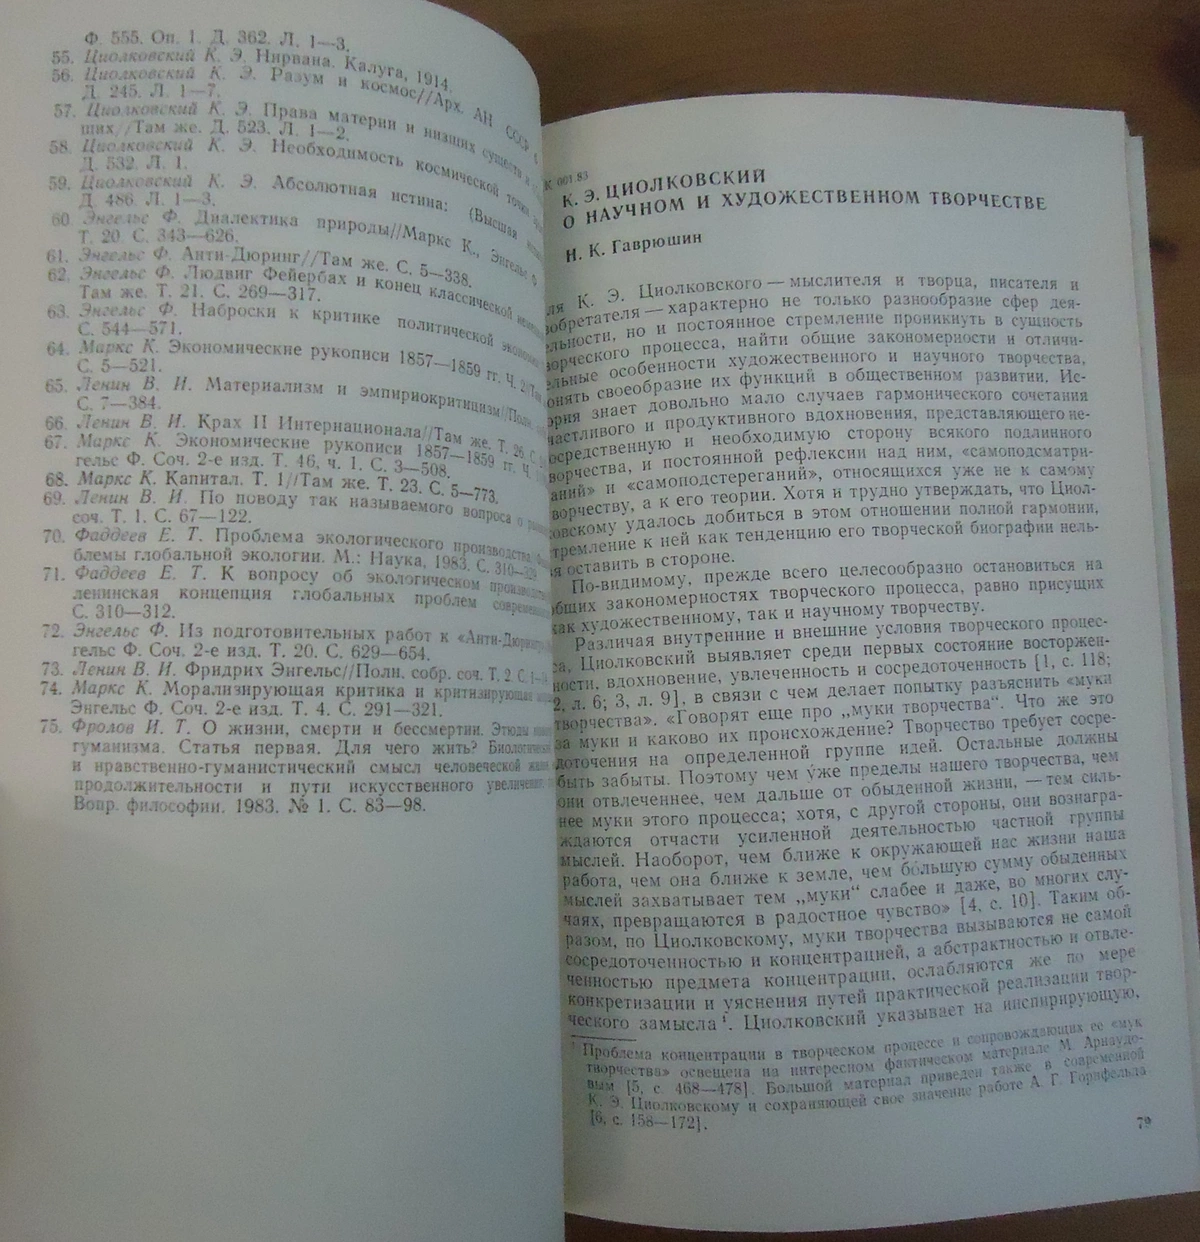 Ф. 555. Оп. 1. Д. 362. Л. 1—3.
55. Циолковский К. Э. Нирвана. Калуга, 1914.
56. Циолковский К. Э. Разум и космос//Арх. АН СССР
Д. 245. Л. 1—7.
57. Циолковский К. Э. Права материи и низших существ и
ших//Там же. Д. 523. Л. 1—2.
58. Циолковский К. Э. Необходимость космической точки
Д. 532. Л. 1.
59. Циолковский К. Э. Абсолютная истина: (Высшая
Д. 486. Л. 1—3.
60. Энгельс Ф. Диалектика природы//Маркс К., Энгельс Ф.
Т. 20. С. 343—626.
61. Энгельс Ф. Анти-Дюринг//Там же. С. 5—338.
62. Энгельс Ф. Людвиг Фейербах и конец классической
Там же. Т. 21. С. 269—317.
63. Энгельс Ф. Наброски к критике политической
С. 544—571.
64. Маркс К. Экономические рукописи 1857—1859 гг. Ч. 2//
С. 5—521.
65. Ленин В. И. Материализм и эмпириокритицизм//
С. 7—384.
66. Ленин В. И. Крах II Интернационала//Там же. Т. 26.
67. Маркс К. Экономические рукописи 1857—1859 гг. Ч.
гельс Ф. Соч. 2-е изд. Т. 46, ч. 1. С. 3—508.
68. Маркс К. Капитал. Т. 1//Там же. Т. 23. С. 5—773.
69. Ленин В. И. По поводу так называемого вопроса о
соч. Т. 1. С. 67—122.
70. Фаддеев Е. Т. Проблема экологического производства
блемы глобальной экологии. М.: Наука, 1983. С.
71. Фаддеев Е. Т. К вопросу об экологическом
ленинская концепция глобальных проблем
С. 310—312.
72. Энгельс Ф. Из подготовительных работ к «Анти-Дюрингу»
гельс Ф. Соч. 2-е изд. Т. 20. С. 629—654.
73. Ленин В. И. Фридрих Энгельс//Полн. собр. соч. Т. 2. С.
74. Маркс К. Морализирующая критика и критизирующая
Энгельс Ф. Соч. 2-е изд. Т. 4. С. 291—321.
75. Фролов И. Т. О жизни, смерти и бессмертии. Этюды
гуманизма. Статья первая. Для чего жить?
и нравственно-гуманистический смысл человеческой
продолжительности и пути искусственного
Вопр. философии. 1983. № 1. С. 83—98.
К 001.83
К. Э. ЦИОЛКОВСКИЙ
О НАУЧНОМ И ХУДОЖЕСТВЕННОМ ТВОРЧЕСТВЕ
Н. К. Гаврюшин
ля К. Э. Циолковского — мыслителя и творца, писателя и
зобретателя — характерно не только разнообразие сфер дея-
ельности, но и постоянное стремление проникнуть в сущность
ворческого процесса, найти общие закономерности и отличи-
ельные особенности художественного и научного творчества,
онять своеобразие их функций в общественном развитии. Ис-
ория знает довольно мало случаев гармонического сочетания
частливого и продуктивного вдохновения, представляющего не-
осредственную и необходимую сторону всякого подлинного
ворчества, и постоянной рефлексии над ним, «самоподсматри-
аний» и «самоподстереганий», относящихся уже не к самому
ворчеству, а к его теории. Хотя и трудно утверждать, что Циол-
овскому удалось добиться в этом отношении полной гармонии,
тремление к ней как тенденцию его творческой биографии нель-
я оставить в стороне.
По-видимому, прежде всего целесообразно остановиться на
общих закономерностях творческого процесса, равно присущих
как художественному, так и научному творчеству.
Различая внутренние и внешние условия творческого процес-
са, Циолковский выявляет среди первых состояние восторжен-
ности, вдохновение, увлеченность и сосредоточенность [1, с. 118;
2, л. 6; 3, л. 9], в связи с чем делает попытку разъяснить «муки
творчества». «Говорят еще про „муки творчества“. Что же это
за муки и каково их происхождение? Творчество требует сосре-
доточения на определенной группе идей. Остальные должны
быть забыты. Поэтому чем у́же пределы нашего творчества, чем
они отвлеченнее, чем дальше от обыденной жизни, — тем силь-
нее муки этого процесса; хотя, с другой стороны, они вознагра-
ждаются отчасти усиленной деятельностью частной группы
мыслей. Наоборот, чем ближе к окружающей нас жизни наша
работа, чем она ближе к земле, чем бо́льшую сумму обыденных
мыслей захватывает тем „муки“ слабее и даже, во многих слу-
чаях, превращаются в радостное чувство» [4, с. 10]. Таким об-
разом, по Циолковскому, муки творчества вызываются не самой
сосредоточенностью и концентрацией, а абстрактностью и отвле-
ченностью предмета концентрации, ослабляются же по мере
конкретизации и уяснения путей практической реализации твор-
ческого замысла¹. Циолковский указывает на инспирирующую,
¹ Проблема концентрации в творческом процессе и сопровождающих ее «мук
творчества» освещена на интересном фактическом материале М. Арнаудо-
вым [5, с. 468—478]. Большой материал приведен также в современной
К. Э. Циолковскому и сохраняющей свое значение работе А. Г. Горнфельда
[6, с. 158—172].
79